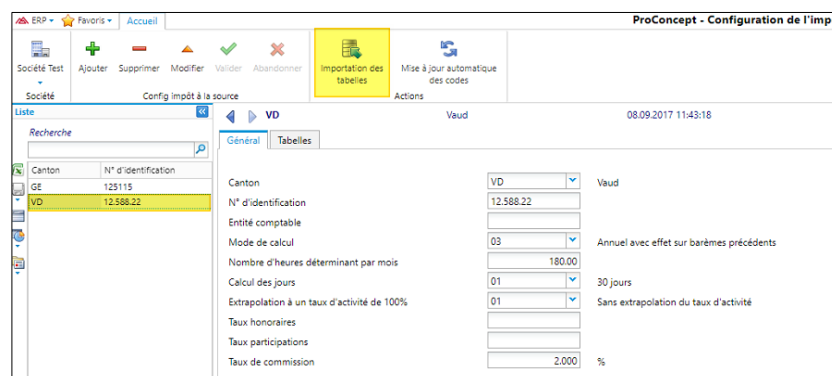 ERP Favoris Accueil ProConcept - Configuration de l'imp
Société Test Ajouter Supprimer Modifier Valider Abandonner Importation des tabelles Mise à jour automatique des codes
Société Config impôt à la source Actions
Liste VD Vaud 08.09.2017 11:43:18
Recherche Général Tabelles
Canton N° d'identification
GE 125115
VD 12.588.22
Canton VD Vaud
N° d'identification 12.588.22
Entité comptable
Mode de calcul 03 Annuel avec effet sur barèmes précédents
Nombre d'heures déterminant par mois 180.00
Calcul des jours 01 30 jours
Extrapolation à un taux d'activité de 100% 01 Sans extrapolation du taux d'activité
Taux honoraires
Taux participations
Taux de commission 2.000 %